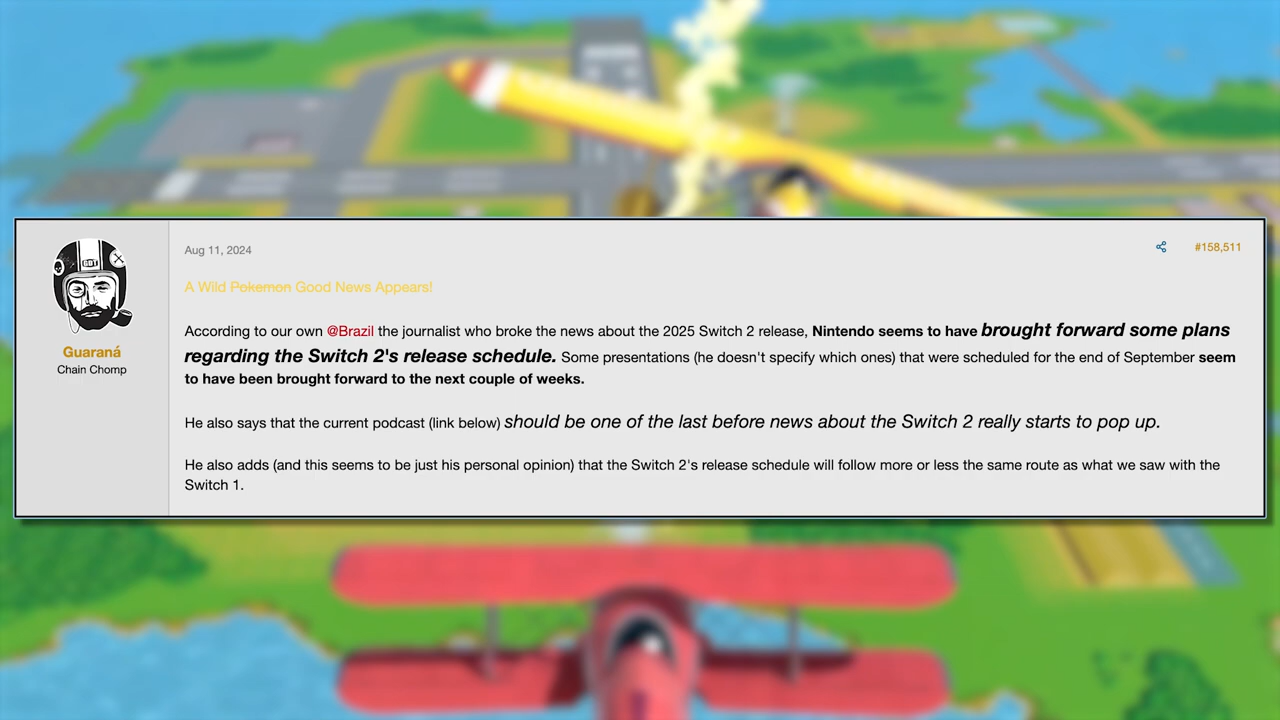 Aug 11, 2024
#158,511
A Wild Pokemon Good News Appears!
Guaraná
Chain Chomp
According to our own @Brazil the journalist who broke the news about the 2025 Switch 2 release, Nintendo seems to have brought forward some plans
regarding the Switch 2's release schedule. Some presentations (he doesn't specify which ones) that were scheduled for the end of September seem
to have been brought forward to the next couple of weeks.
He also says that the current podcast (link below) should be one of the last before news about the Switch 2 really starts to pop up.
He also adds (and this seems to be just his personal opinion) that the Switch 2's release schedule will follow more or less the same route as what we saw with the
Switch 1.